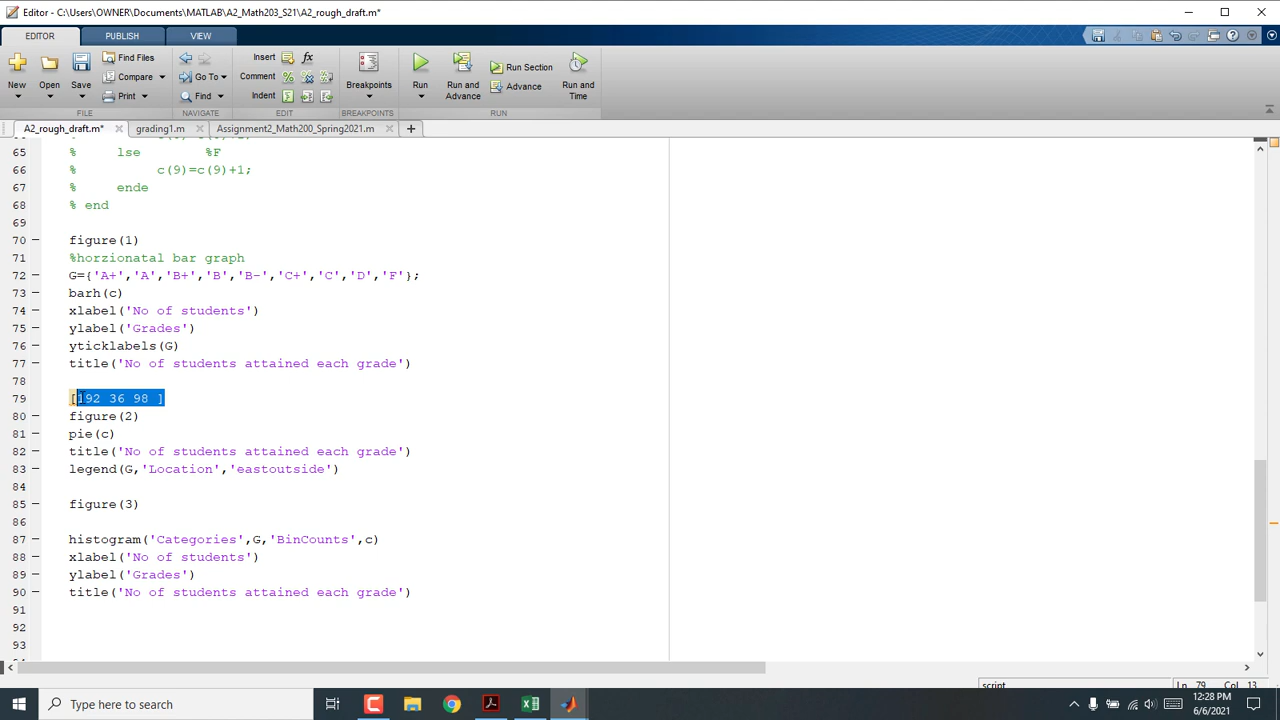 Editor - C:\Users\OWNER\Documents\MATLAB\A2_Math203_S21\A2_rough_draft.m*
EDITOR PUBLISH VIEW
New Open Save Find Files Compare Print Go To Find Insert fx Comment % Indent Breakpoints Run Run and Advance Run Section Advance Run and Time
FILE NAVIGATE EDIT BREAKPOINTS RUN
A2_rough_draft.m* grading1.m Assignment2_Math200_Spring2021.m
65 % lse %F
66 % c(9)=c(9)+1;
67 % ende
68 % end
69
70 figure(1)
71 %horzionatal bar graph
72 G={'A+','A','B+','B','B-','C+','C','D','F'};
73 barh(c)
74 xlabel('No of students')
75 ylabel('Grades')
76 yticklabels(G)
77 title('No of students attained each grade')
78
79 [192 36 98 ]
80 figure(2)
81 pie(c)
82 title('No of students attained each grade')
83 legend(G,'Location','eastoutside')
84
85 figure(3)
86
87 histogram('Categories',G,'BinCounts',c)
88 xlabel('No of students')
89 ylabel('Grades')
90 title('No of students attained each grade')
91
92
93
script Ln 79 Col 13
Type here to search
12:28 PM
6/6/2021